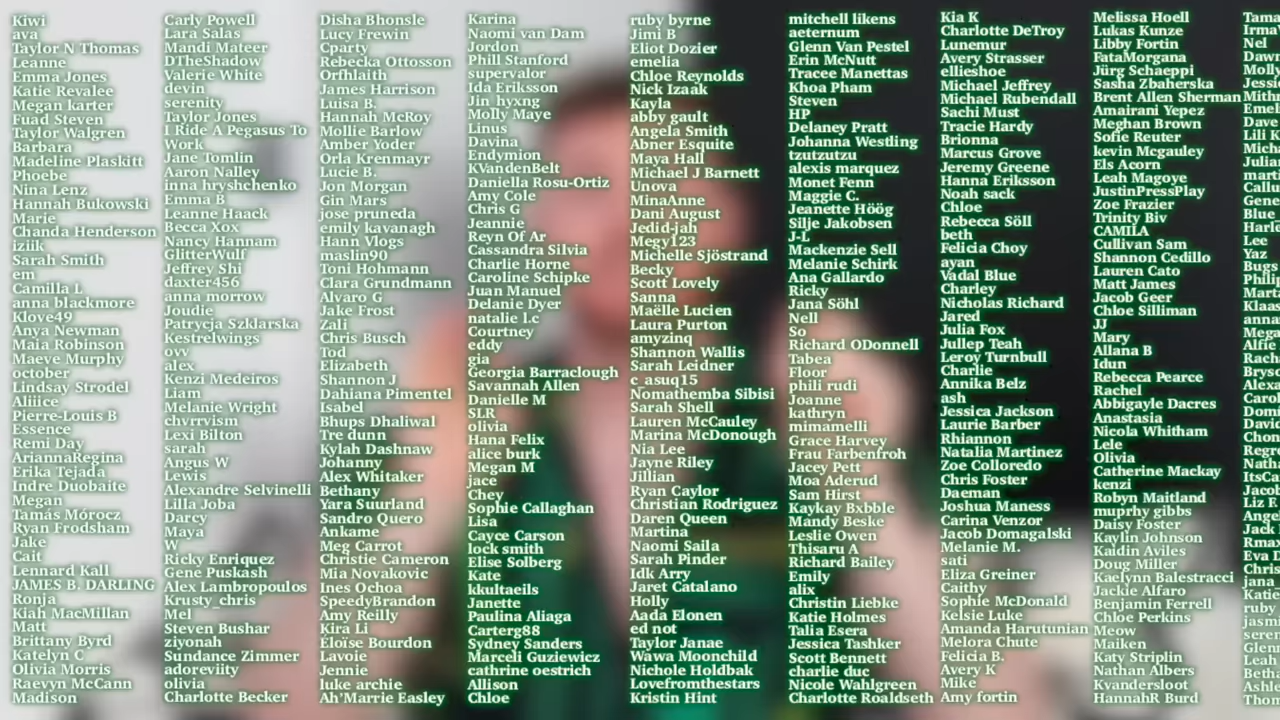 Kiwi
ava
Taylor N Thomas
Leanne
Emma Jones
Katie Revalee
Megan karter
Fuad Steven
Taylor Walgren
Barbara
Madeline Plaskitt
Phoebe
Nina Lenz
Hannah Bukowski
Marie
Chanda Henderson
iziik
Sarah Smith
em
Camilla L
anna blackmore
Klove49
Anya Newman
Maia Robinson
Maeve Murphy
october
Lindsay Strodel
Aliiice
Pierre-Louis B
Essence
Remi Day
AriannaRegina
Erika Tejada
Indre Duobaite
Megan
Tamás Mórocz
Ryan Frodsham
Jake
Cait
Lennard Kall
JAMES B. DARLING
Ronja
Kiah MacMillan
Matt
Brittany Byrd
Katelyn C
Olivia Morris
Raevyn McCann
Madison
Carly Powell
Lara Salas
Mandi Mateer
DTheShadow
Valerie White
devin
serenity
Taylor Jones
I Ride A Pegasus To
Work
Jane Tomlin
Aaron Nalley
inna hryshchenko
Emma B
Leanne Haack
Becca Xox
Nancy Hannam
GlitterWulf
Jeffrey Shi
daxter456
anna morrow
Joudie
Patrycja Szklarska
Kestrelwings
ovv
alex
Kenzi Medeiros
Liam
Melanie Wright
chvrrvism
Lexi Bilton
sarah
Angus W
Lewis
Alexandre Selvinelli
Lilla Joba
Darcy
Maya
W
Ricky Enriquez
Gene Puskash
Alex Lambropoulos
Krusty_chris
Mel
Steven Bushar
ziyonah
Sundance Zimmer
adoreviity
olivia
Charlotte Becker
Disha Bhonsle
Lucy Frewin
Cparty
Rebecka Ottosson
Orfhlaith
James Harrison
Luisa B.
Hannah McRoy
Mollie Barlow
Amber Yoder
Orla Krenmayr
Lucie B.
Jon Morgan
Gin Mars
jose pruneda
emily kavanagh
Hann Vlogs
maslin90
Toni Hohmann
Clara Grundmann
Alvaro G
Jake Frost
Zali
Chris Busch
Tod
Elizabeth
Shannon J
Dahiana Pimentel
Isabel
Bhups Dhaliwal
Tre dunn
Kylah Dashnaw
Johanny
Alex Whitaker
Bethany
Yara Suurland
Sandro Quero
Ankame
Meg Carrot
Christie Cameron
Mia Novakovic
Ines Ochoa
SpeedyBrandon
Amy Reilly
Kira Li
Eloïse Bourdon
Lavoie
Jennie
luke archie
Ah'Marrie Easley
Karina
Naomi van Dam
Jordon
Phill Stanford
supervalor
Ida Eriksson
Jin_hyxng
Molly Maye
Linus
Davina
Endymion
KVandenBelt
Daniella Rosu-Ortiz
Amy Cole
Chris G
Jeannie
Reyn Of Ar
Cassandra Silvia
Charlie Horne
Caroline Schipke
Juan Manuel
Delanie Dyer
natalie l.c
Courtney
eddy
gia
Georgia Barraclough
Savannah Allen
Danielle M
SLR
olivia
Hana Felix
alice burk
Megan M
jace
Chey
Sophie Callaghan
Lisa
Cayce Carson
lock smith
Elise Solberg
Kate
kkultaeils
Janette
Paulina Aliaga
Carterg88
Sydney Sanders
Marceli Guziewicz
cathrine oestrich
Allison
Chloe
ruby byrne
Jimi B
Eliot Dozier
emelia
Chloe Reynolds
Nick Izaak
Kayla
abby gault
Angela Smith
Abner Esquite
Maya Hall
Michael J Barnett
Unova
MinaAnne
Dani August
Jedid-jah
Megy123
Michelle Sjöstrand
Becky
Scott Lovely
Sanna
Maëlle Lucien
Laura Purton
amyzinq
Shannon Wallis
Sarah Leidner
c_asuq15
Nomathemba Sibisi
Sarah Shell
Lauren McCauley
Marina McDonough
Nia Lee
Jayne Riley
Jillian
Ryan Caylor
Christian Rodriguez
Daren Queen
Martina
Naomi Saila
Sarah Pinder
Idk Arry
Jaret Catalano
Holly
Aada Elonen
ed not
Taylor Janae
Wawa Moonchild
Nichole Holdbak
Lovefromthestars
Kristin Hint
mitchell likens
aeternum
Glenn Van Pestel
Erin McNutt
Tracee Manettas
Khoa Pham
Steven
HP
Delaney Pratt
Johanna Westling
tzutzutzu
alexis marquez
Monet Fenn
Maggie C.
Jeanette Höög
Silje Jakobsen
J-L
Mackenzie Sell
Melanie Schirk
Ana Gallardo
Ricky
Jana Söhl
Nell
So
Richard ODonnell
Tabea
Floor
phili rudi
Joanne
kathryn
mimamelli
Grace Harvey
Frau Farbenfroh
Jacey Pett
Moa Aderud
Sam Hirst
Kaykay Bxbble
Mandy Beske
Leslie Owen
Thisaru A
Richard Bailey
Emily
alix
Christin Liebke
Katie Holmes
Talia Esera
Jessica Tashker
Scott Bennett
charlie duc
Nicole Wahlgreen
Charlotte Roaldseth
Kia K
Charlotte DeTroy
Lunemur
Avery Strasser
ellieshoe
Michael Jeffrey
Michael Rubendall
Sachi Must
Tracie Hardy
Brionna
Marcus Grove
Jeremy Greene
Hanna Eriksson
Noah sack
Chloe
Rebecca Söll
beth
Felicia Choy
ayan
Vadal Blue
Charley
Nicholas Richard
Jared
Julia Fox
Jullep Teah
Leroy Turnbull
Charlie
Annika Belz
ash
Jessica Jackson
Laurie Barber
Rhiannon
Natalia Martinez
Zoe Colloredo
Chris Foster
Daeman
Joshua Maness
Carina Venzor
Jacob Domagalski
Melanie M.
sati
Eliza Greiner
Caithy
Sophie McDonald
Kelsie Luke
Amanda Harutunian
Melora Chute
Felicia B.
Avery K
Mike
Amy fortin
Melissa Hoell
Lukas Kunze
Libby Fortin
FataMorgana
Jürg Schaeppi
Sasha Zbaherska
Brent Allen Sherman
Amairani Yepez
Meghan Brown
Sofie Reuter
kevin Mcgauley
Els Acorn
Leah Magoye
JustinPressPlay
Zoe Frazier
Trinity Biv
CAMILA
Cullivan Sam
Shannon Cedillo
Lauren Cato
Matt James
Jacob Geer
Chloe Silliman
JJ
Mary
Allana B
Idun
Rebecca Pearce
Rachel
Abbigayle Dacres
Anastasia
Nicola Whitham
Lele
Olivia
Catherine Mackay
kenzi
Robyn Maitland
muprhy gibbs
Daisy Foster
Kaylin Johnson
Kaidin Aviles
Doug Miller
Kaelynn Balestracci
Jackie Alfaro
Benjamin Ferrell
Chloe Perkins
Meow
Maiken
Katy Striplin
Nathan Albers
Kvandersloot
HannahR Burd
Nel
Lee
Yaz
Bugs